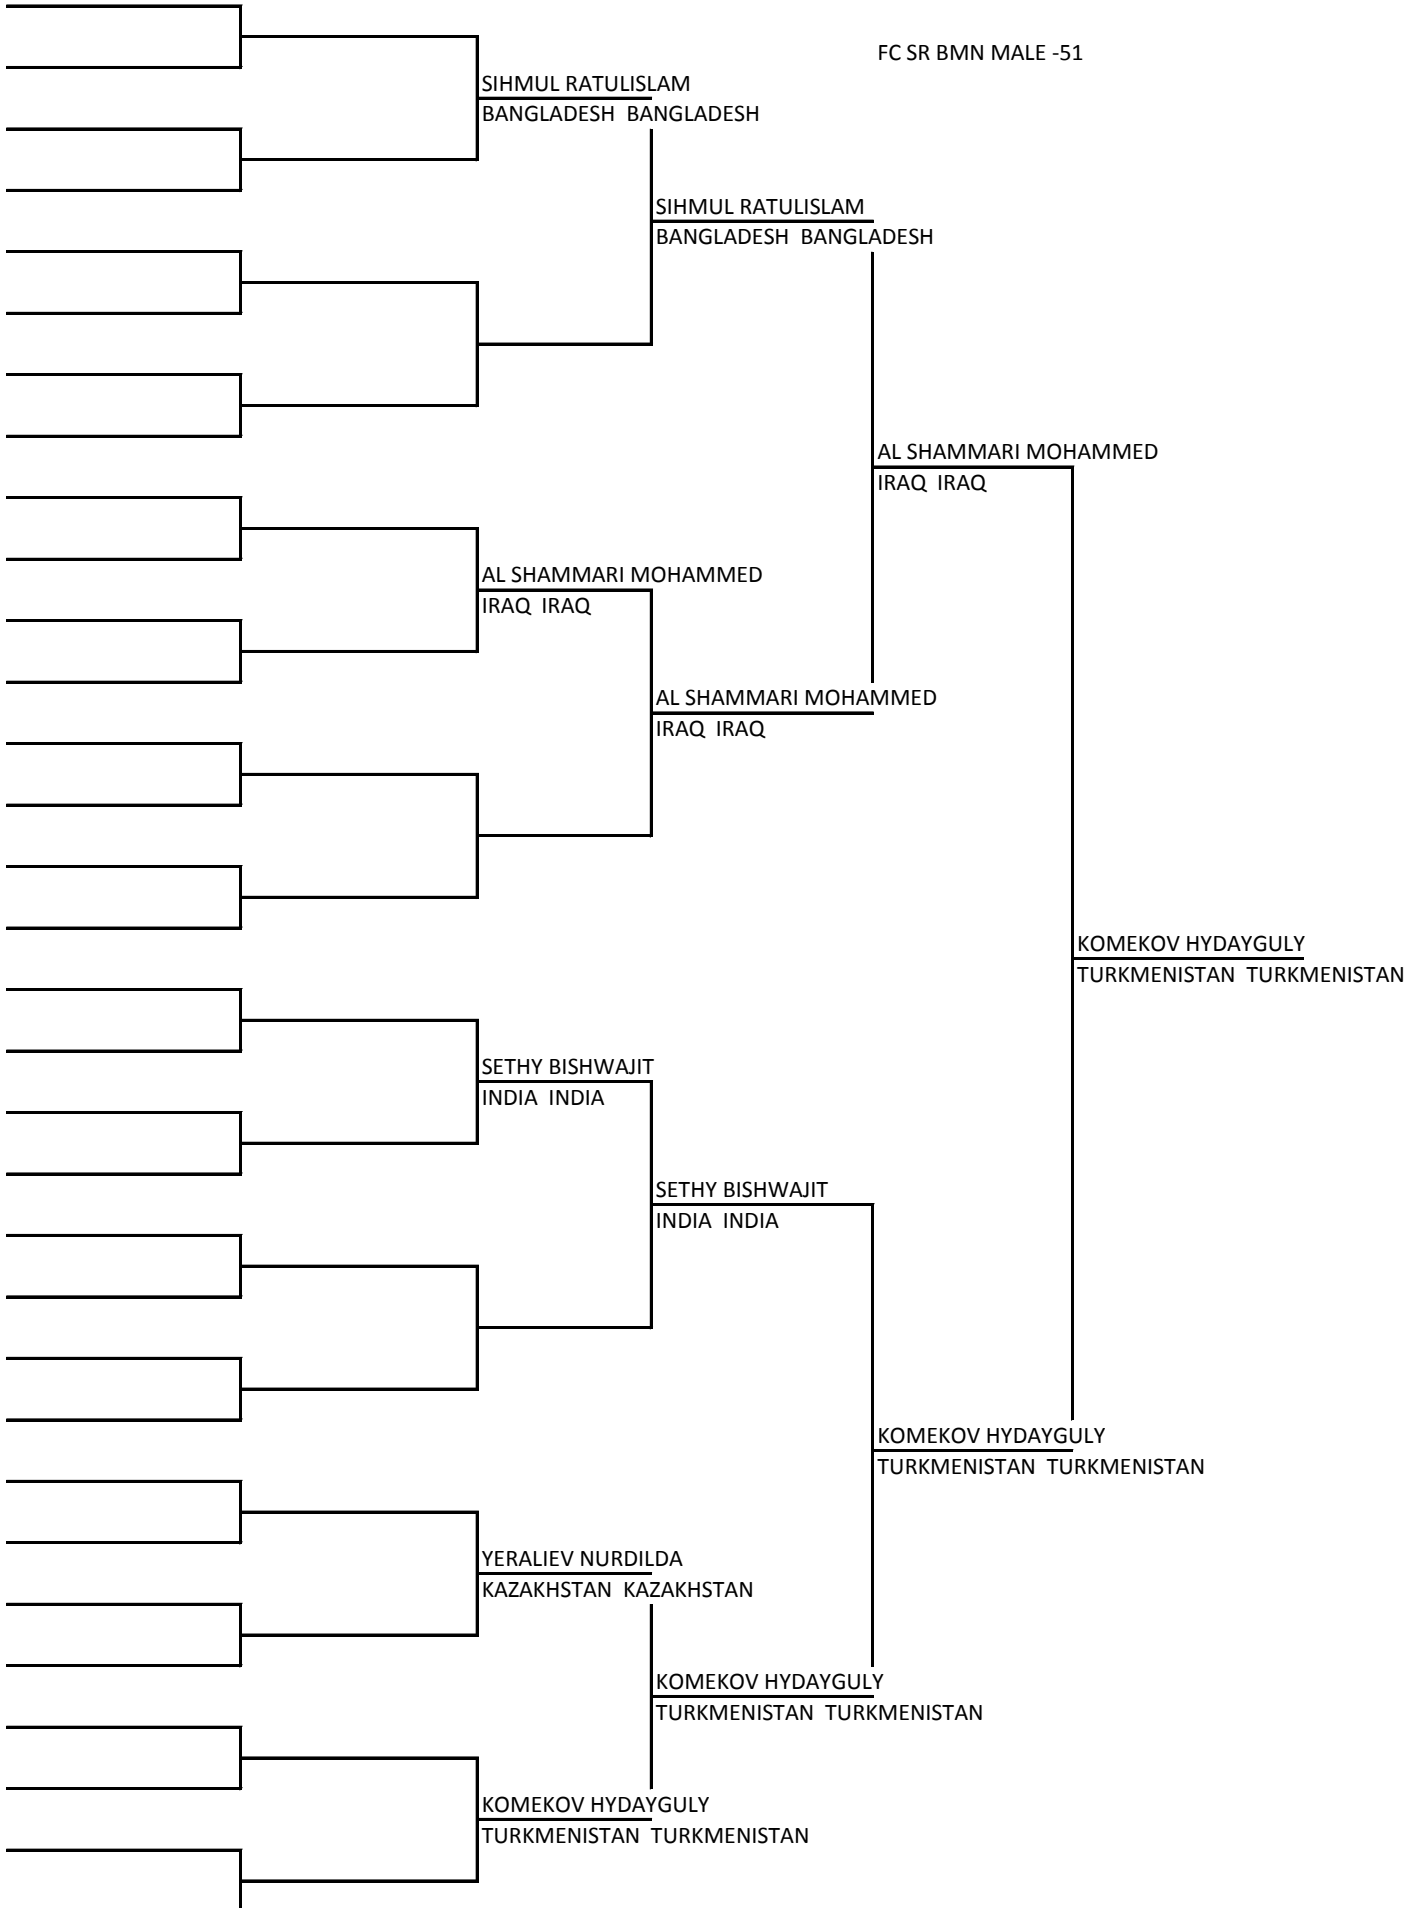 FC SR BMN MALE -51
SIHMUL RATULISLAM
BANGLADESH  BANGLADESH
SIHMUL RATULISLAM
BANGLADESH  BANGLADESH
AL SHAMMARI MOHAMMED
IRAQ  IRAQ
AL SHAMMARI MOHAMMED
IRAQ  IRAQ
AL SHAMMARI MOHAMMED
IRAQ  IRAQ
KOMEKOV HYDAYGULY
TURKMENISTAN  TURKMENISTAN
SETHY BISHWAJIT
INDIA  INDIA
SETHY BISHWAJIT
INDIA  INDIA
KOMEKOV HYDAYGULY
TURKMENISTAN  TURKMENISTAN
YERALIEV NURDILDA
KAZAKHSTAN  KAZAKHSTAN
KOMEKOV HYDAYGULY
TURKMENISTAN  TURKMENISTAN
KOMEKOV HYDAYGULY
TURKMENISTAN  TURKMENISTAN